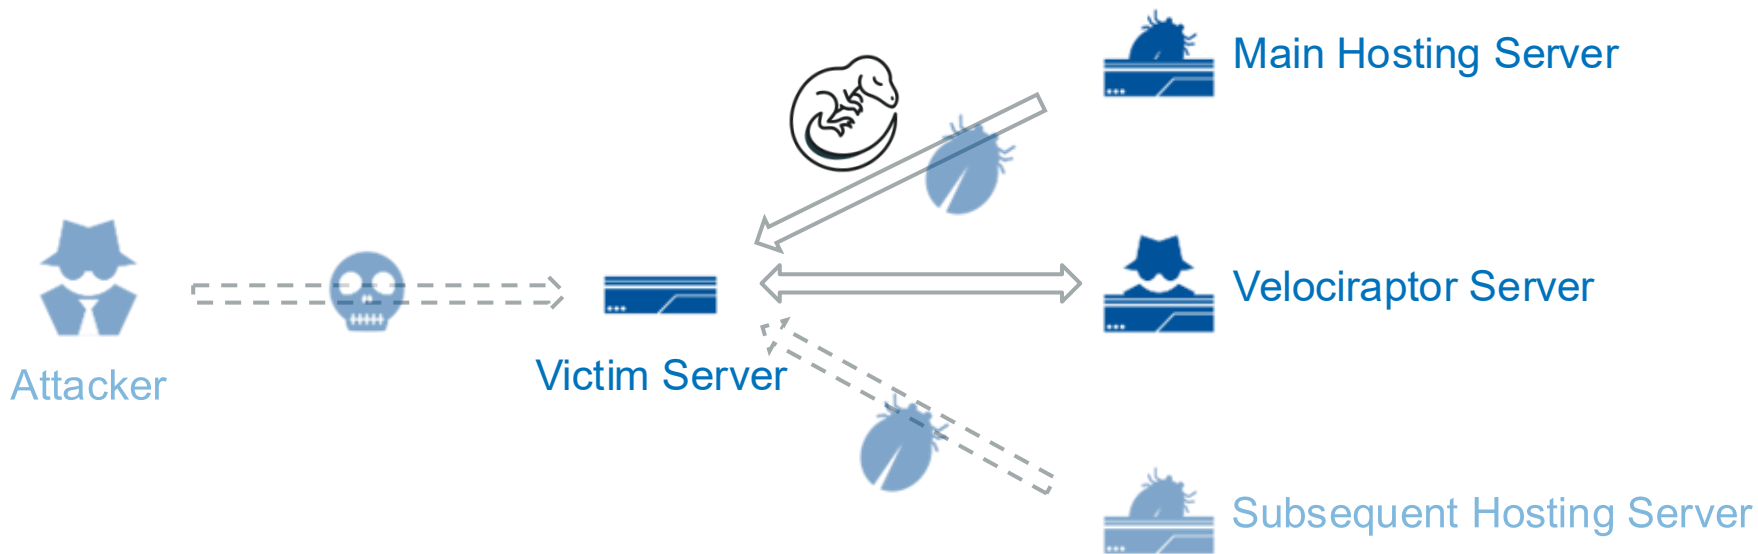 Main Hosting Server
Velociraptor Server
Victim Server
Attacker
Subsequent Hosting Server